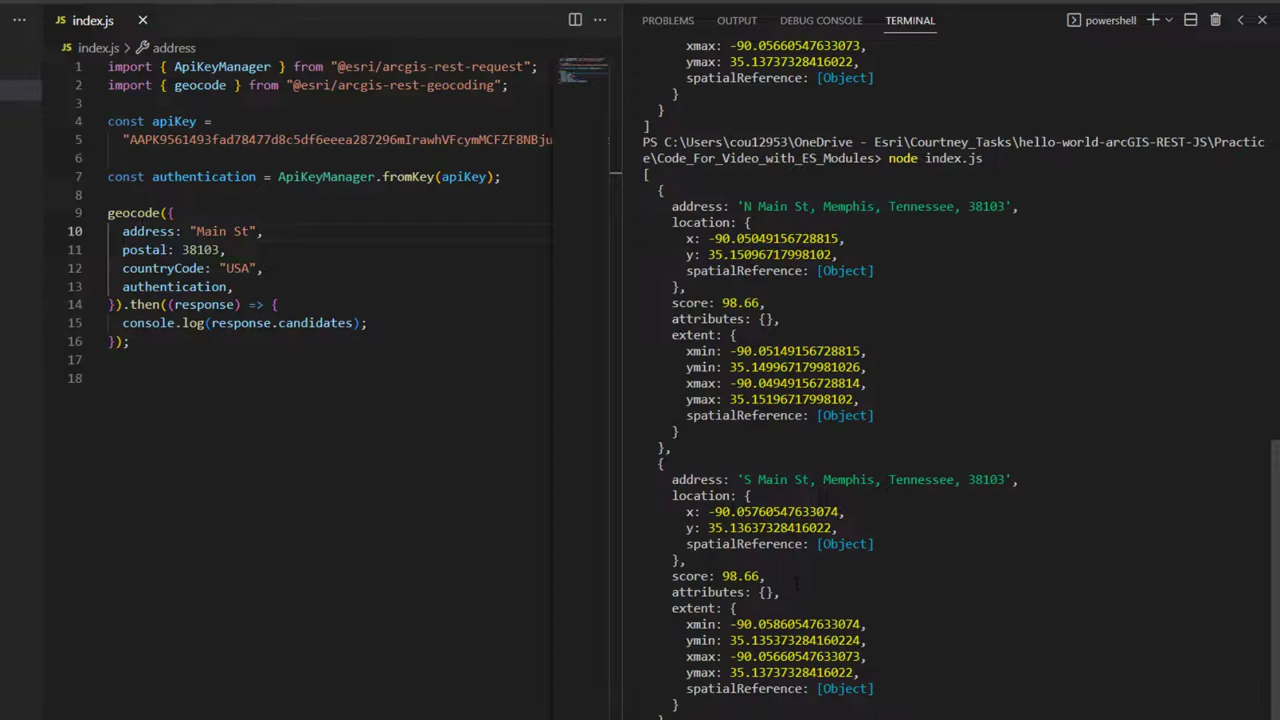 index.js
index.js > address
1 import { ApiKeyManager } from "@esri/arcgis-rest-request";
2 import { geocode } from "@esri/arcgis-rest-geocoding";
3
4 const apiKey =
5 "AAPK9561493fad78477d8c5df6eeea287296mIrawhVFcymMCFZF8NBju
6
7 const authentication = ApiKeyManager.fromKey(apiKey);
8
9 geocode({
10 address: "Main St",
11 postal: 38103,
12 countryCode: "USA",
13 authentication,
14 }).then((response) => {
15 console.log(response.candidates);
16 });
17
18
PROBLEMS OUTPUT DEBUG CONSOLE TERMINAL powershell
xmax: -90.05660547633073,
ymax: 35.13737328416022,
spatialReference: [Object]
}
}
]
PS C:\Users\cou12953\OneDrive - Esri\Courtney_Tasks\hello-world-arcGIS-REST-JS\Practic
e\Code_For_Video_with_ES_Modules> node index.js
[
{
address: 'N Main St, Memphis, Tennessee, 38103',
location: {
x: -90.05049156728815,
y: 35.15096717998102,
spatialReference: [Object]
},
score: 98.66,
attributes: {},
extent: {
xmin: -90.05149156728815,
ymin: 35.149967179981026,
xmax: -90.04949156728814,
ymax: 35.15196717998102,
spatialReference: [Object]
}
},
{
address: 'S Main St, Memphis, Tennessee, 38103',
location: {
x: -90.05760547633074,
y: 35.13637328416022,
spatialReference: [Object]
},
score: 98.66,
attributes: {},
extent: {
xmin: -90.05860547633074,
ymin: 35.135373284160224,
xmax: -90.05660547633073,
ymax: 35.13737328416022,
spatialReference: [Object]
}